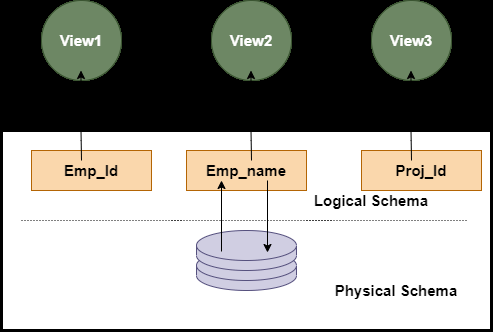 View1
View2
View3
Emp_Id
Emp_name
Proj_Id
Logical Schema
Physical Schema